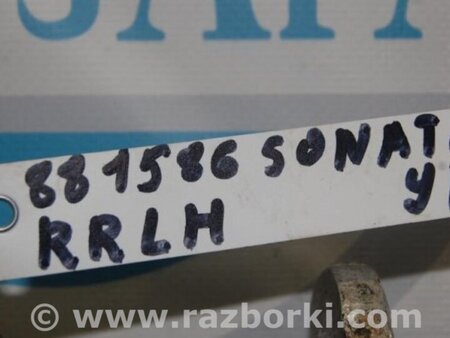 881586 SONAT
RRLH У
© www.razborki.com